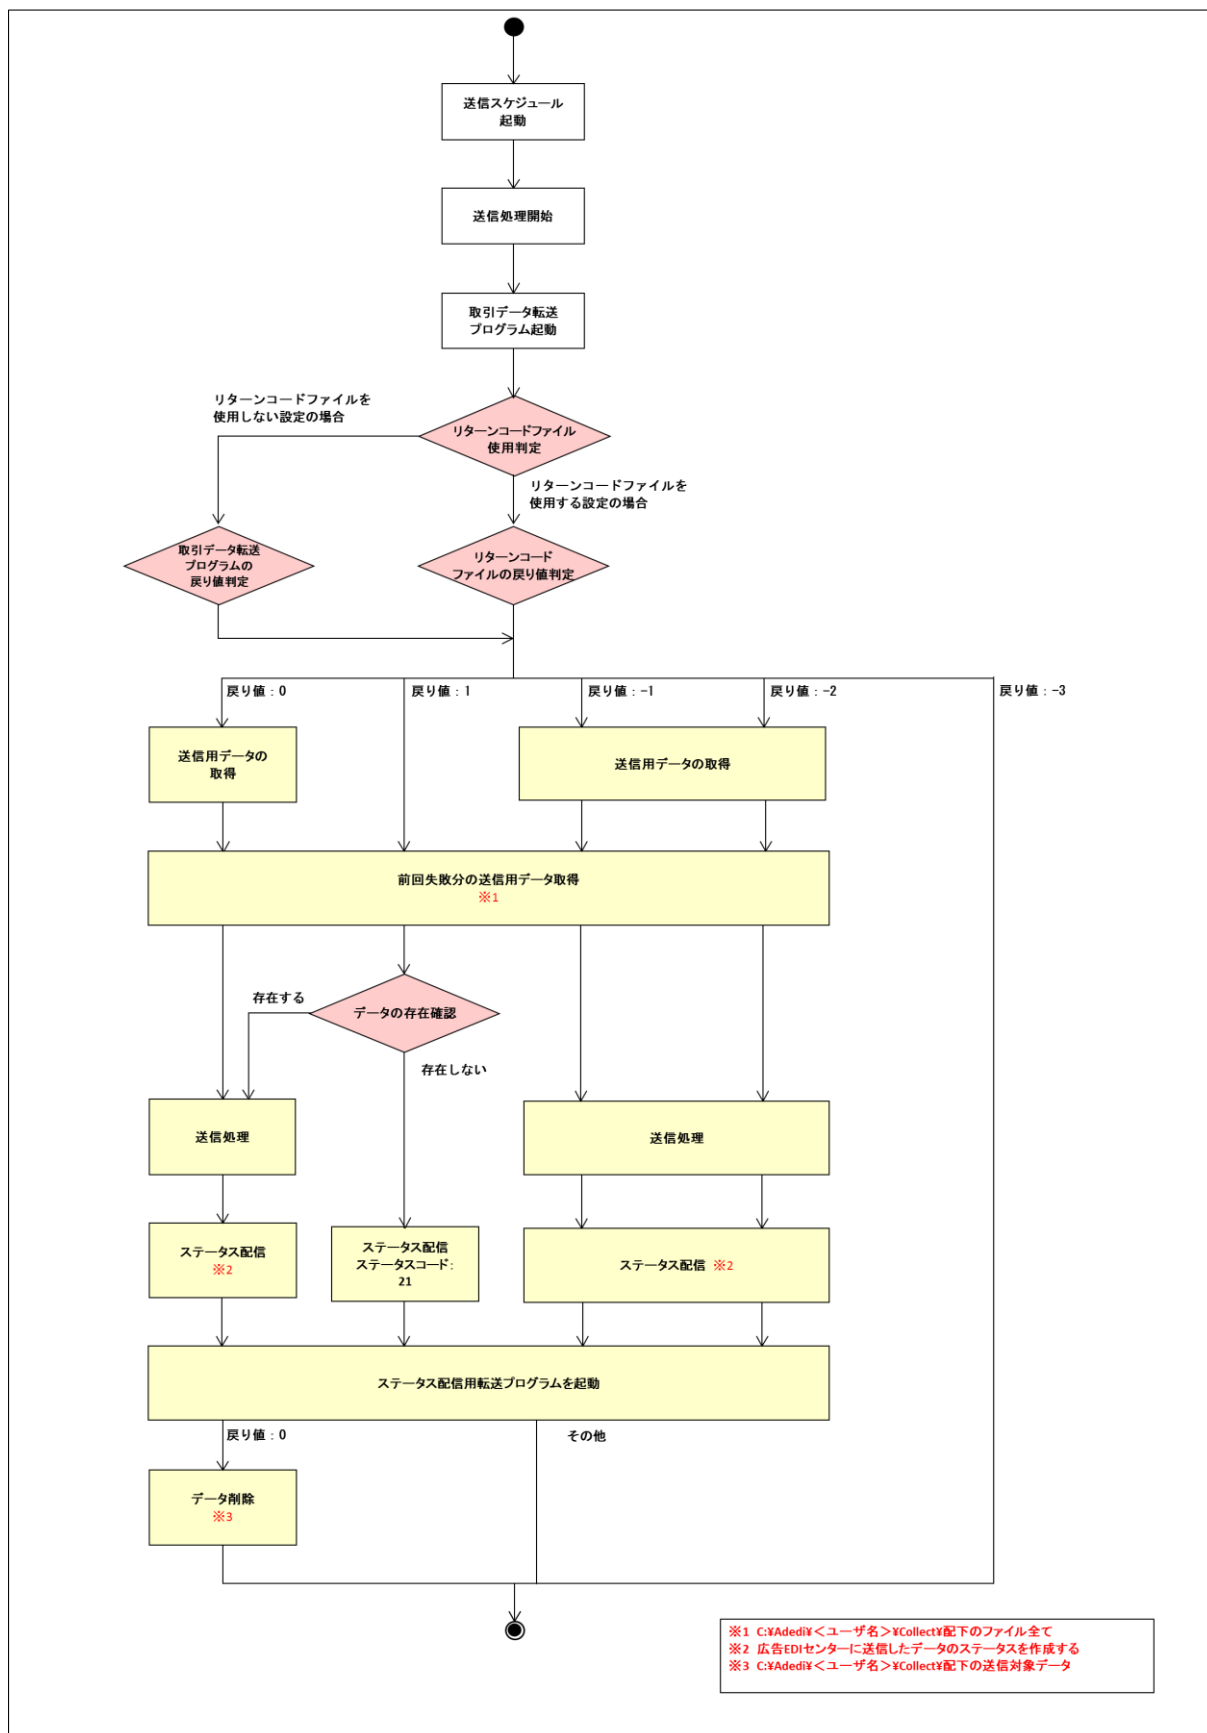 送信スケジュール
起動
送信処理開始
取引データ転送
プログラム起動
リターンコードファイルを
使用しない設定の場合
リターンコードファイル
使用判定
リターンコードファイルを
使用する設定の場合
取引データ転送
プログラムの
戻り値判定
リターンコード
ファイルの戻り値判定
戻り値：0
戻り値：1
戻り値：-1
戻り値：-2
戻り値：-3
送信用データの
取得
送信用データの取得
前回失敗分の送信用データ取得
※1
存在する
データの存在確認
存在しない
送信処理
送信処理
ステータス配信
※2
ステータス配信
ステータスコード：
21
ステータス配信 ※2
ステータス配信用転送プログラムを起動
戻り値：0
その他
データ削除
※3
※1 C:¥Adedi¥＜ユーザ名＞¥Collect¥配下のファイル全て
※2 広告EDIセンターに送信したデータのステータスを作成する
※3 C:¥Adedi¥＜ユーザ名＞¥Collect¥配下の送信対象データ